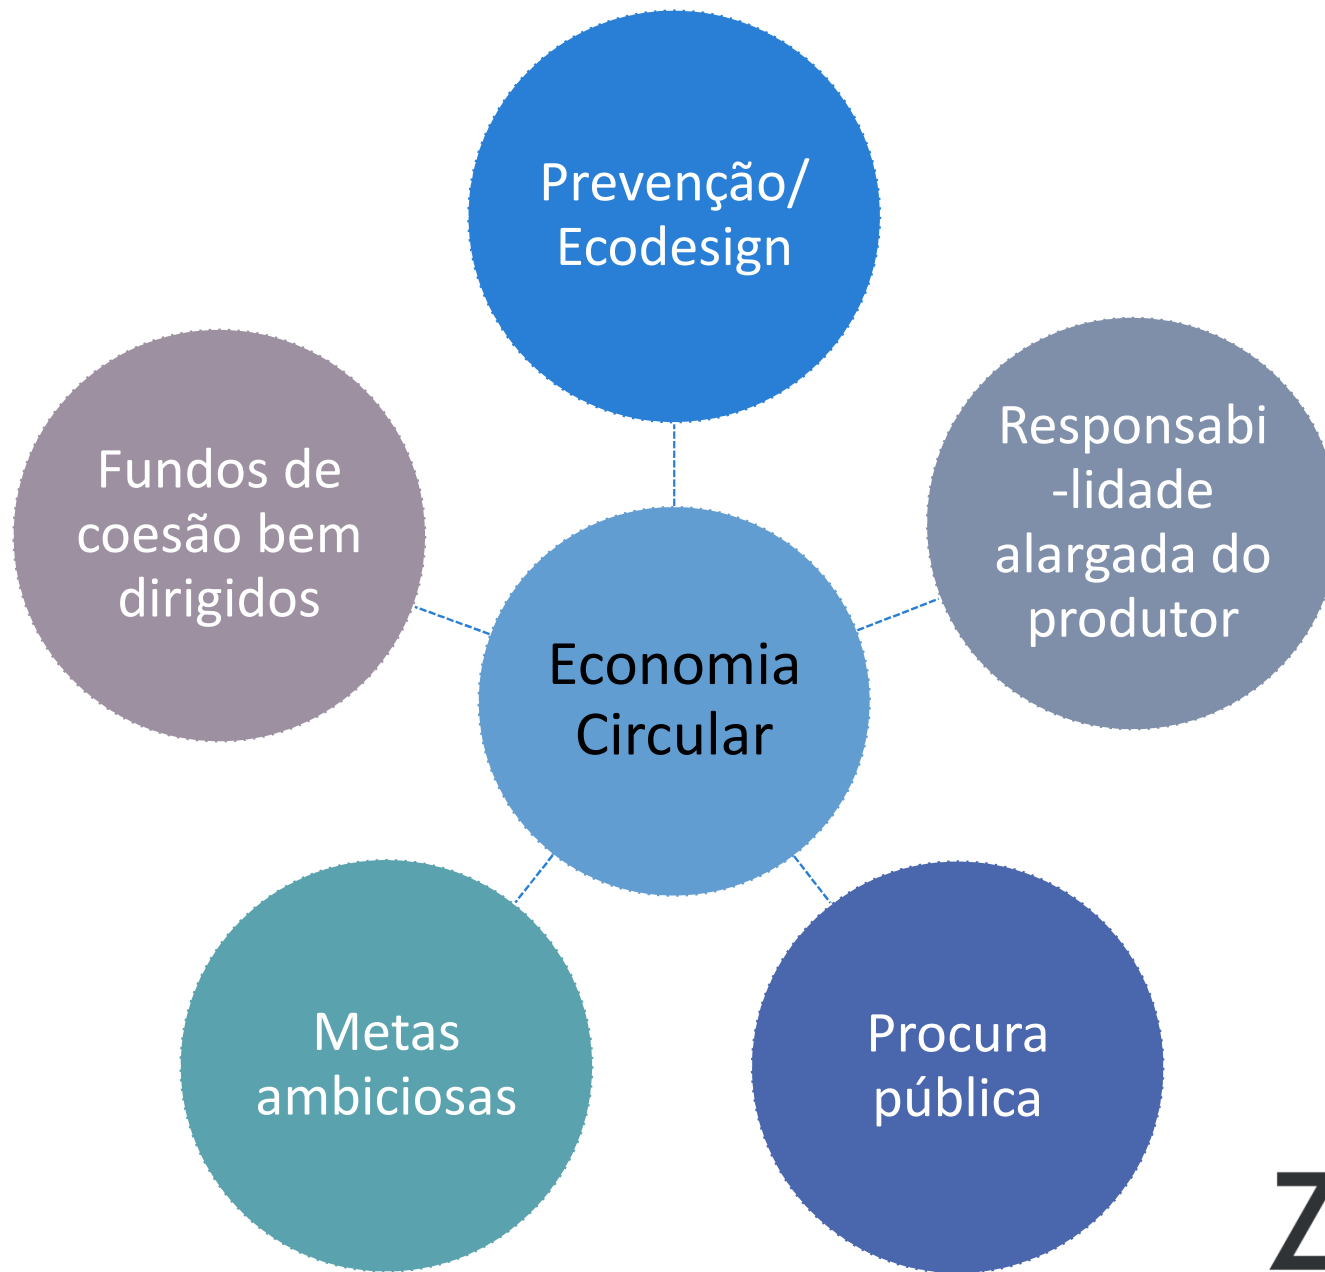 Prevenção/
Ecodesign
Responsabi
-lidade
alargada do
produtor
Procura
pública
Metas
ambiciosas
Fundos de
coesão bem
dirigidos
Economia
Circular
Z